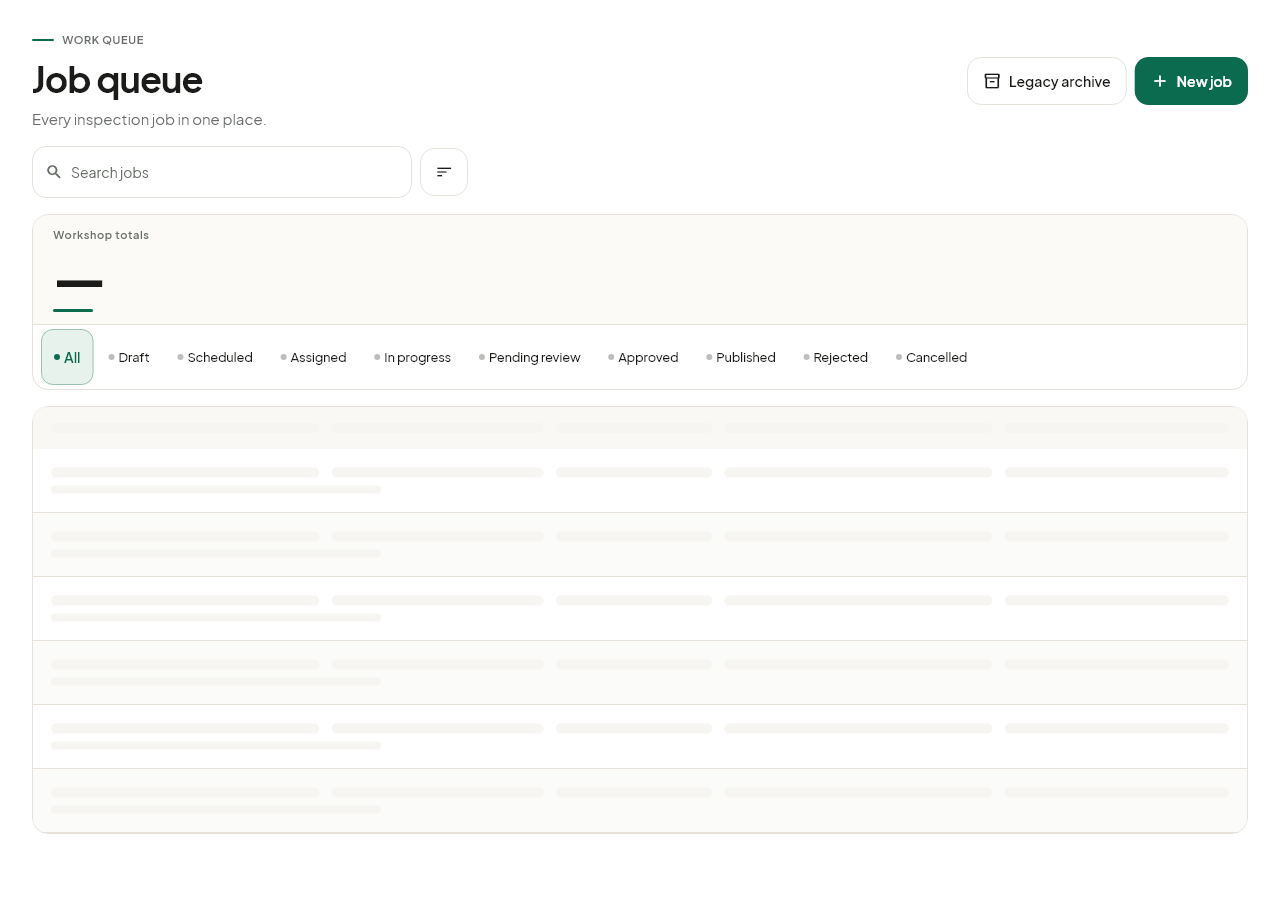 WORK QUEUE
Job queue
Every inspection job in one place.
Legacy archive
New job
Search jobs
Workshop totals
—
All
Draft
Scheduled
Assigned
In progress
Pending review
Approved
Published
Rejected
Cancelled